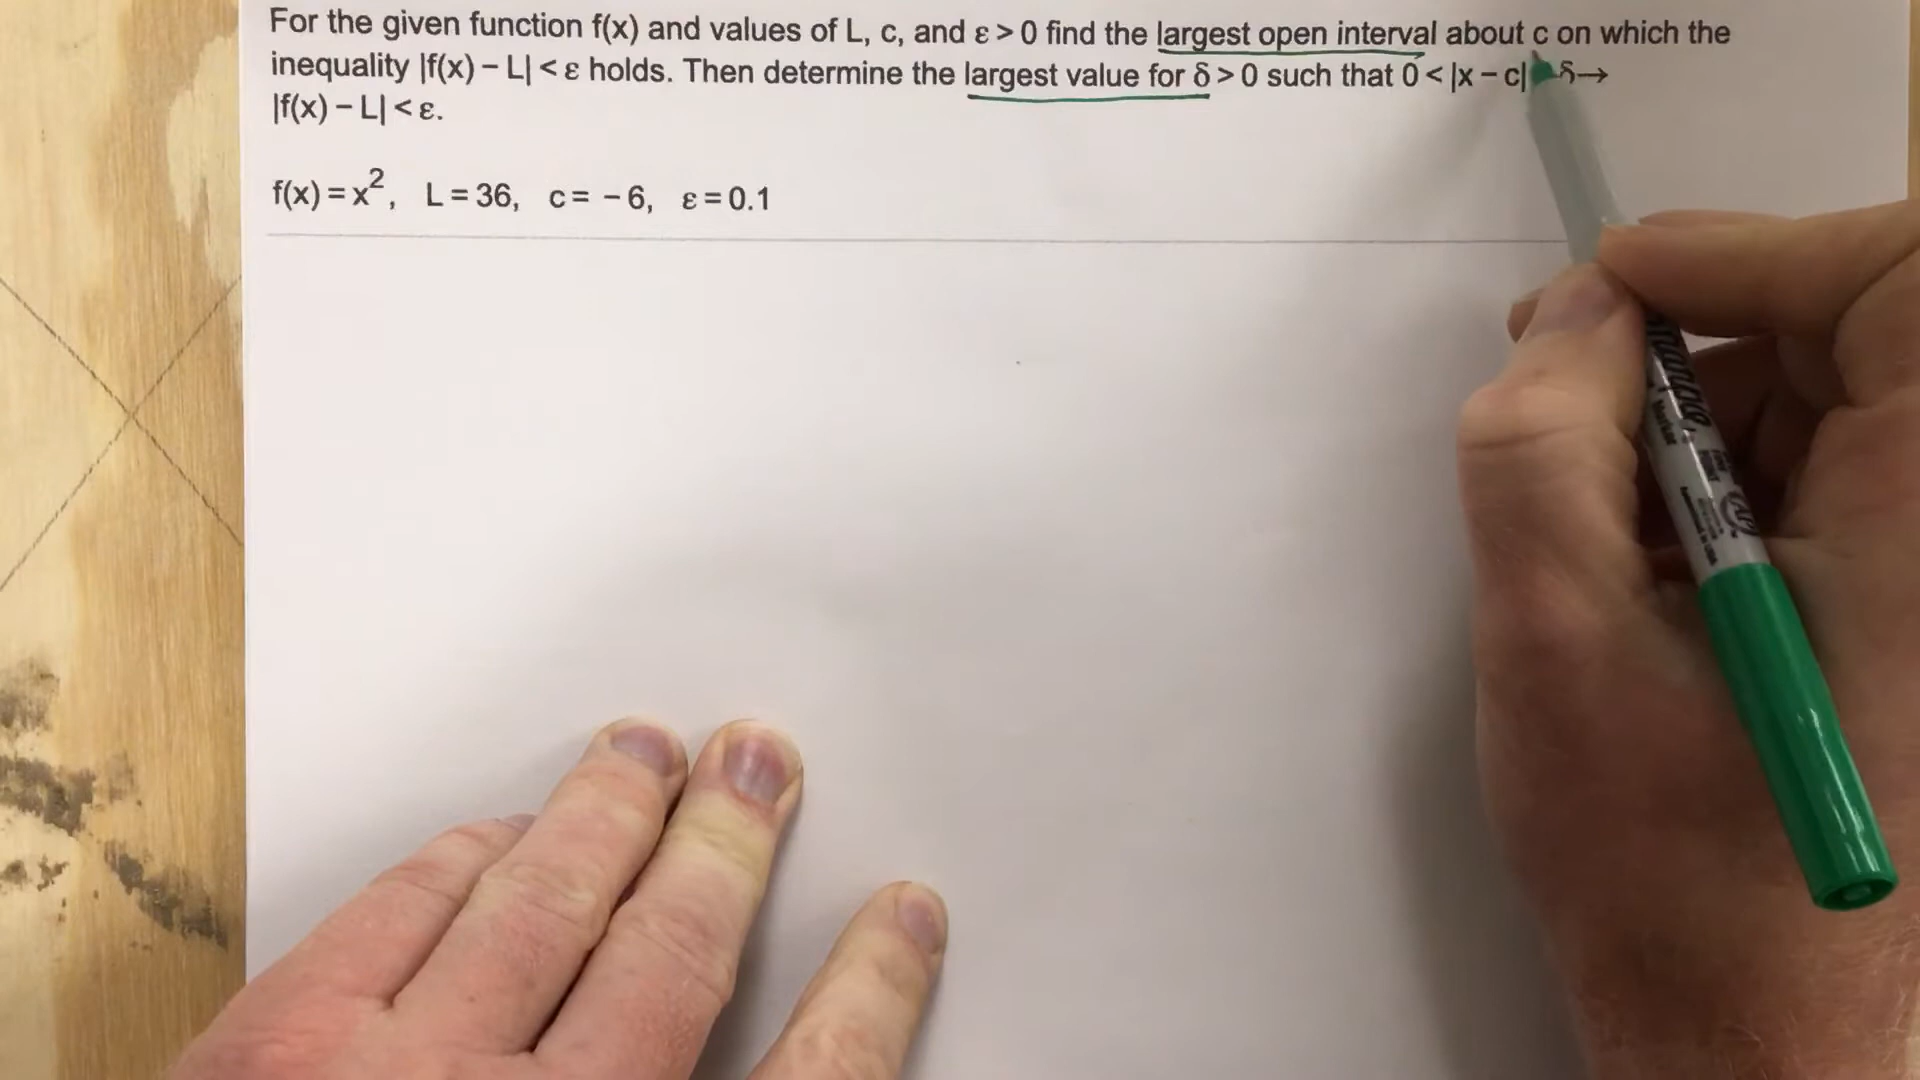 For the given function f(x) and values of L, c, and ε > 0 find the largest open interval about c on which the
inequality |f(x) − L| < ε holds. Then determine the largest value for δ > 0 such that 0 < |x − c| δ→
|f(x) − L| < ε.
f(x) = x², L = 36, c = − 6, ε = 0.1
Marker